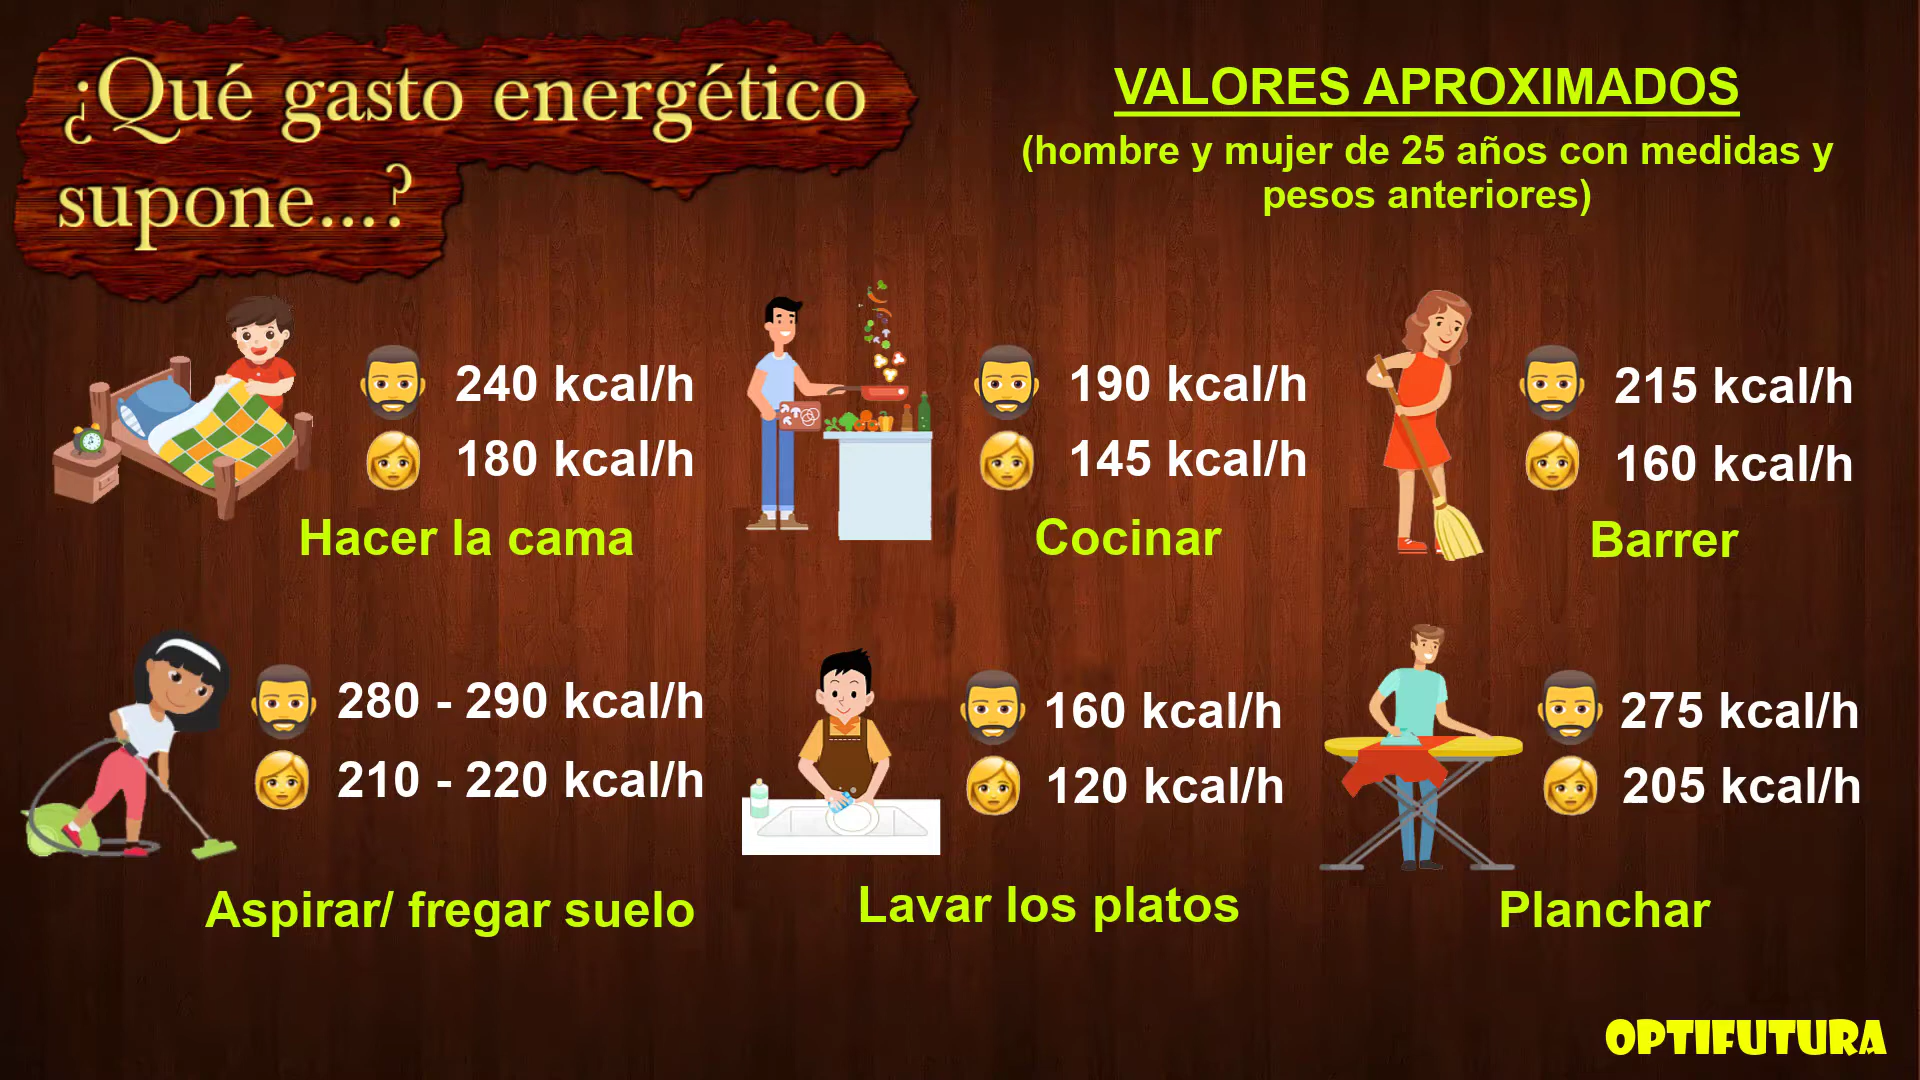 ¿Qué gasto energético
supone...?
VALORES APROXIMADOS
(hombre y mujer de 25 años con medidas y
pesos anteriores)
240 kcal/h
180 kcal/h
Hacer la cama
190 kcal/h
145 kcal/h
Cocinar
215 kcal/h
160 kcal/h
Barrer
280 - 290 kcal/h
210 - 220 kcal/h
Aspirar/ fregar suelo
160 kcal/h
120 kcal/h
Lavar los platos
275 kcal/h
205 kcal/h
Planchar
OPTIFUTURA